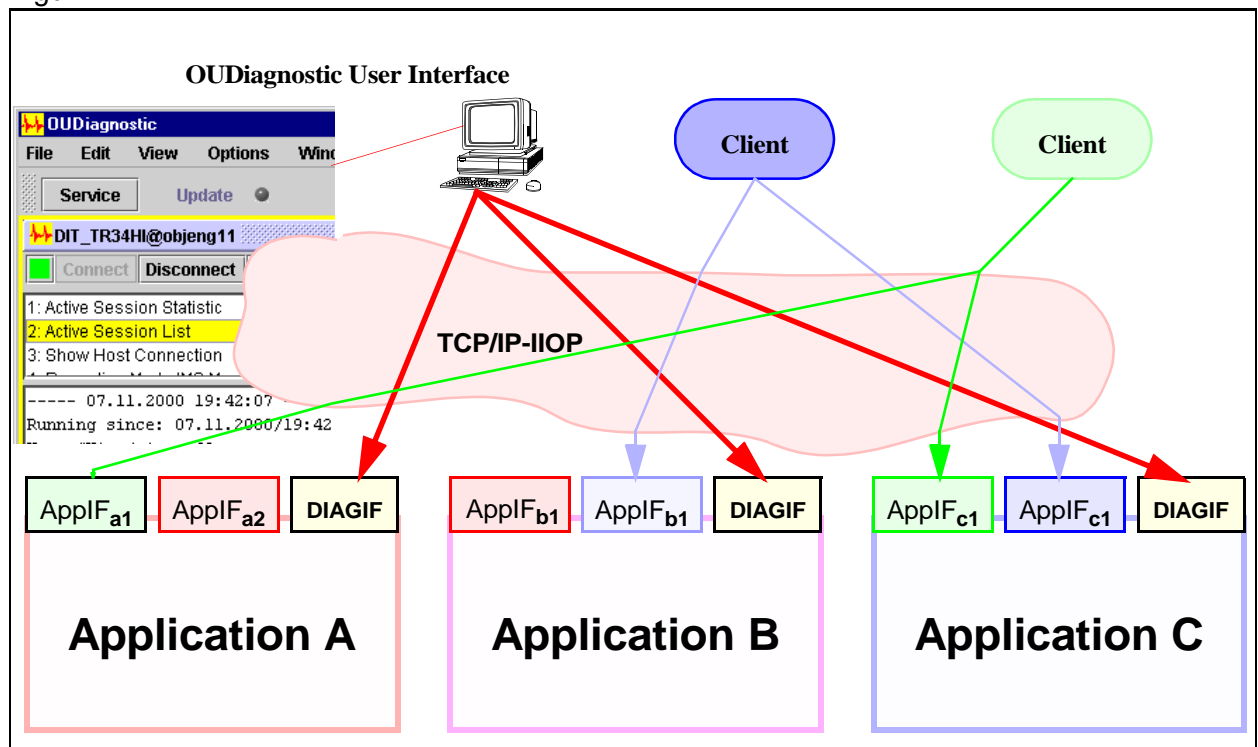 OUDiagnostic User Interface
OUDiagnostic
File Edit View Options
Service Update
DIT_TR34HI@objeng11
Connect Disconnect
1: Active Session Statistic
2: Active Session List
3: Show Host Connection
----- 07.11.2000 19:42:07 -
Running since: 07.11.2000/19:42
Client
Client
TCP/IP-IIOP
AppIFa1 AppIFa2 DIAGIF
AppIFb1 AppIFb1 DIAGIF
AppIFc1 AppIFc1 DIAGIF
Application A
Application B
Application C